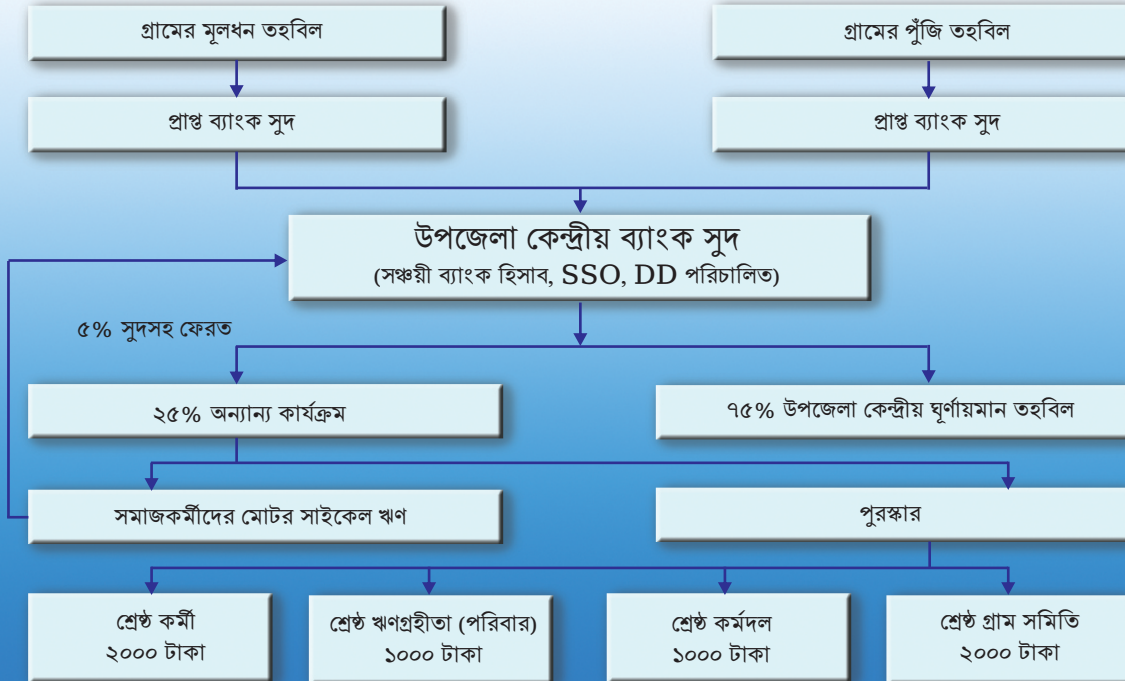 গ্রামের মূলধন তহবিল
গ্রামের পুঁজি তহবিল
প্রাপ্ত ব্যাংক সুদ
প্রাপ্ত ব্যাংক সুদ
উপজেলা কেন্দ্রীয় ব্যাংক সুদ
(সঞ্চয়ী ব্যাংক হিসাব, SSO, DD পরিচালিত)
৫% সুদসহ ফেরত
২৫% অন্যান্য কার্যক্রম
৭৫% উপজেলা কেন্দ্রীয় ঘূর্ণায়মান তহবিল
সমাজকর্মীদের মোটর সাইকেল ঋণ
পুরস্কার
শ্রেষ্ঠ কর্মী
২০০০ টাকা
শ্রেষ্ঠ ঋণগ্রহীতা (পরিবার)
১০০০ টাকা
শ্রেষ্ঠ কর্মদল
১০০০ টাকা
শ্রেষ্ঠ গ্রাম সমিতি
২০০০ টাকা